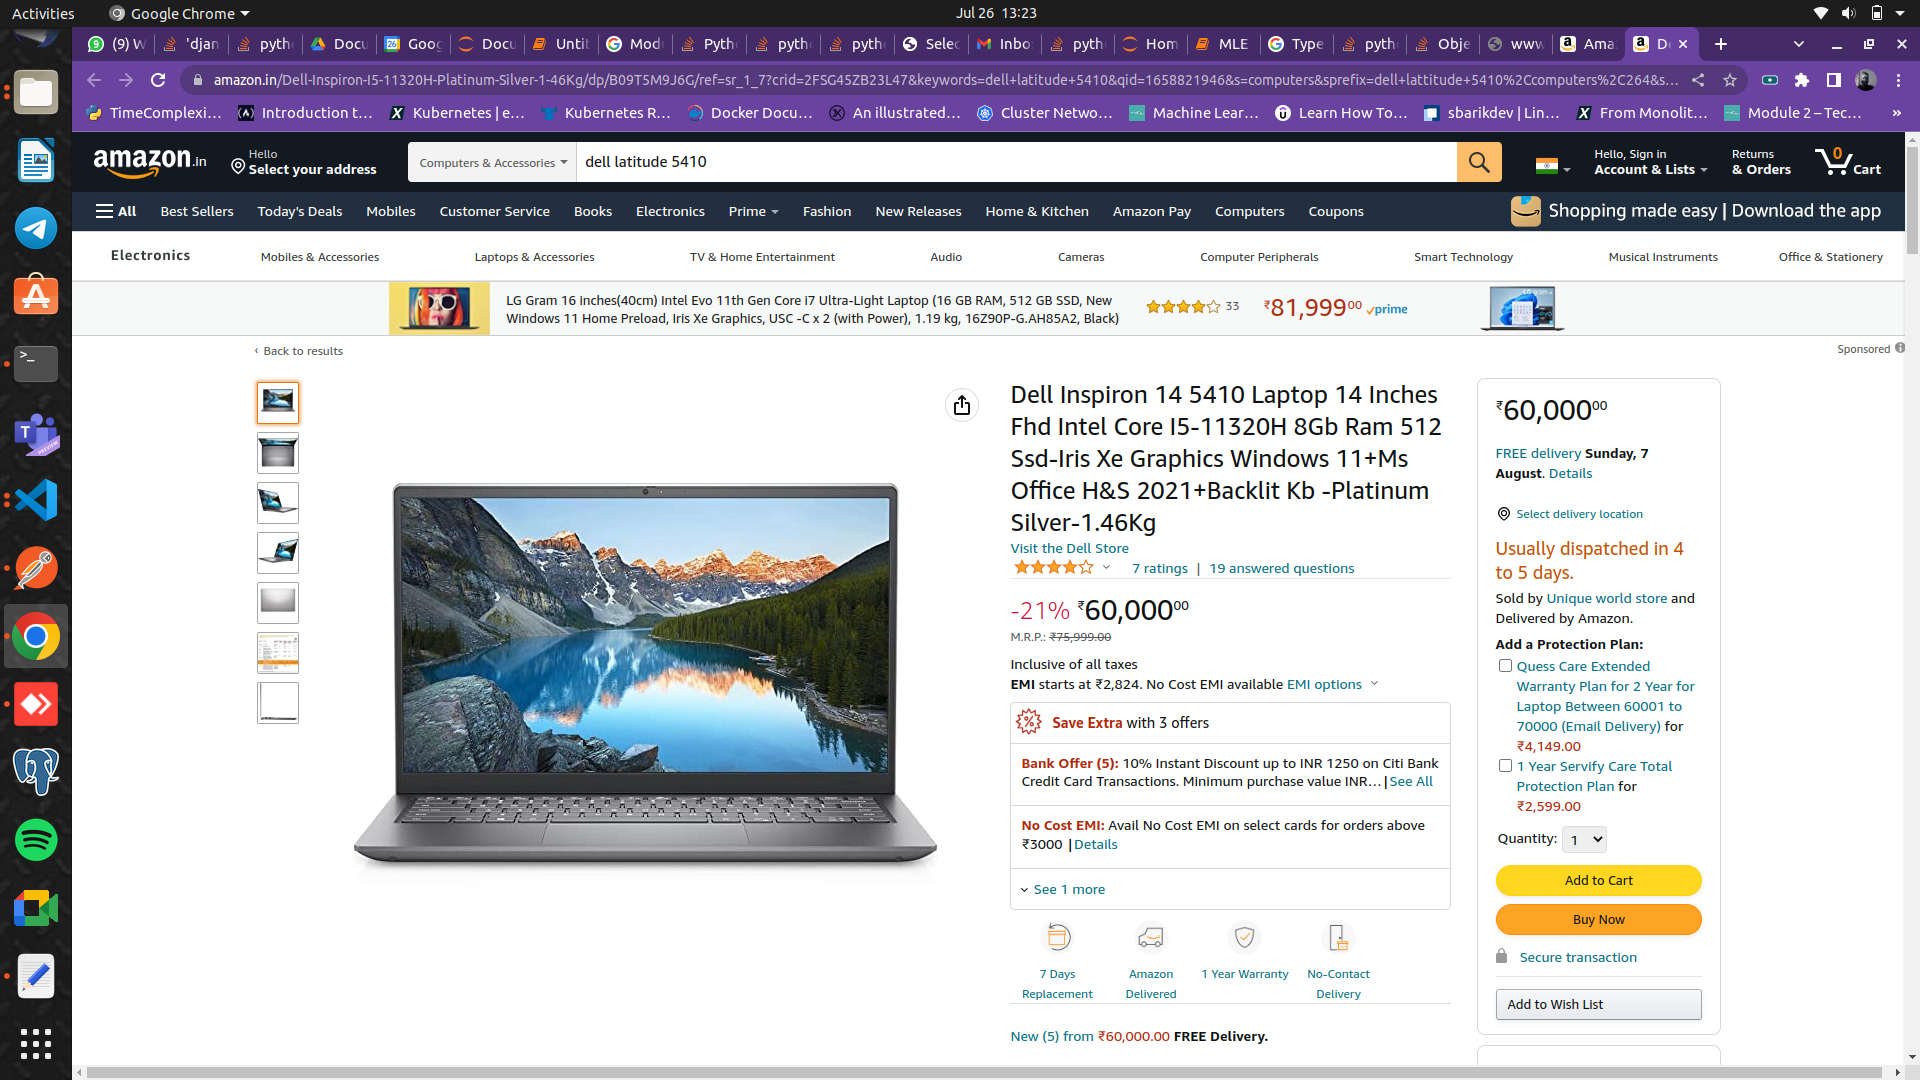 Activities
Google Chrome
Jul 26 13:23
(9) W
'djan
pyth
Docu
Goog
Docu
Untit
Modu
Pyth
pyth
pyth
Selec
Inbo
pyth
Hom
MLE
Type
pyth
Obje
www
Ama
De
amazon.in/Dell-Inspiron-I5-11320H-Platinum-Silver-1-46Kg/dp/B09T5M9J6G/ref=sr_1_7?crid=2FSG45ZB23L47&keywords=dell+latitude+5410&qid=1658821946&s=computers&sprefix=dell+lattitude+5410%2Ccomputers%2C264&s...
TimeComplexi...
Introduction t...
Kubernetes | e...
Kubernetes R...
Docker Docu...
An illustrated...
Cluster Netwo...
Machine Lear...
Learn How To...
sbarikdev | Lin...
From Monolit...
Module 2 – Tec...
»
amazon.in
Hello
Select your address
Computers & Accessories
dell latitude 5410
Hello, Sign in
Account & Lists
Returns
& Orders
0
Cart
All
Best Sellers
Today's Deals
Mobiles
Customer Service
Books
Electronics
Prime
Fashion
New Releases
Home & Kitchen
Amazon Pay
Computers
Coupons
Shopping made easy | Download the app
Electronics
Mobiles & Accessories
Laptops & Accessories
TV & Home Entertainment
Audio
Cameras
Computer Peripherals
Smart Technology
Musical Instruments
Office & Stationery
LG Gram 16 inches(40cm) Intel Evo 11th Gen Core i7 Ultra-Light Laptop (16 GB RAM, 512 GB SSD, New
Windows 11 Home Preload, Iris Xe Graphics, USC -C x 2 (with Power), 1.19 kg, 16Z90P-G.AH85A2, Black)
33
₹81,99900
prime
‹ Back to results
Sponsored
Dell Inspiron 14 5410 Laptop 14 Inches
Fhd Intel Core I5-11320H 8Gb Ram 512
Ssd-Iris Xe Graphics Windows 11+Ms
Office H&S 2021+Backlit Kb -Platinum
Silver-1.46Kg
Visit the Dell Store
7 ratings | 19 answered questions
-21% ₹60,00000
M.R.P.: ₹75,999.00
Inclusive of all taxes
EMI starts at ₹2,824. No Cost EMI available EMI options
Save Extra with 3 offers
Bank Offer (5): 10% Instant Discount up to INR 1250 on Citi Bank
Credit Card Transactions. Minimum purchase value INR... | See All
No Cost EMI: Avail No Cost EMI on select cards for orders above
₹3000 | Details
See 1 more
7 Days
Replacement
Amazon
Delivered
1 Year Warranty
No-Contact
Delivery
New (5) from ₹60,000.00 FREE Delivery.
₹60,00000
FREE delivery Sunday, 7
August. Details
Select delivery location
Usually dispatched in 4
to 5 days.
Sold by Unique world store and
Delivered by Amazon.
Add a Protection Plan:
Quess Care Extended
Warranty Plan for 2 Year for
Laptop Between 60001 to
70000 (Email Delivery) for
₹4,149.00
1 Year Servify Care Total
Protection Plan for
₹2,599.00
Quantity: 1
Add to Cart
Buy Now
Secure transaction
Add to Wish List